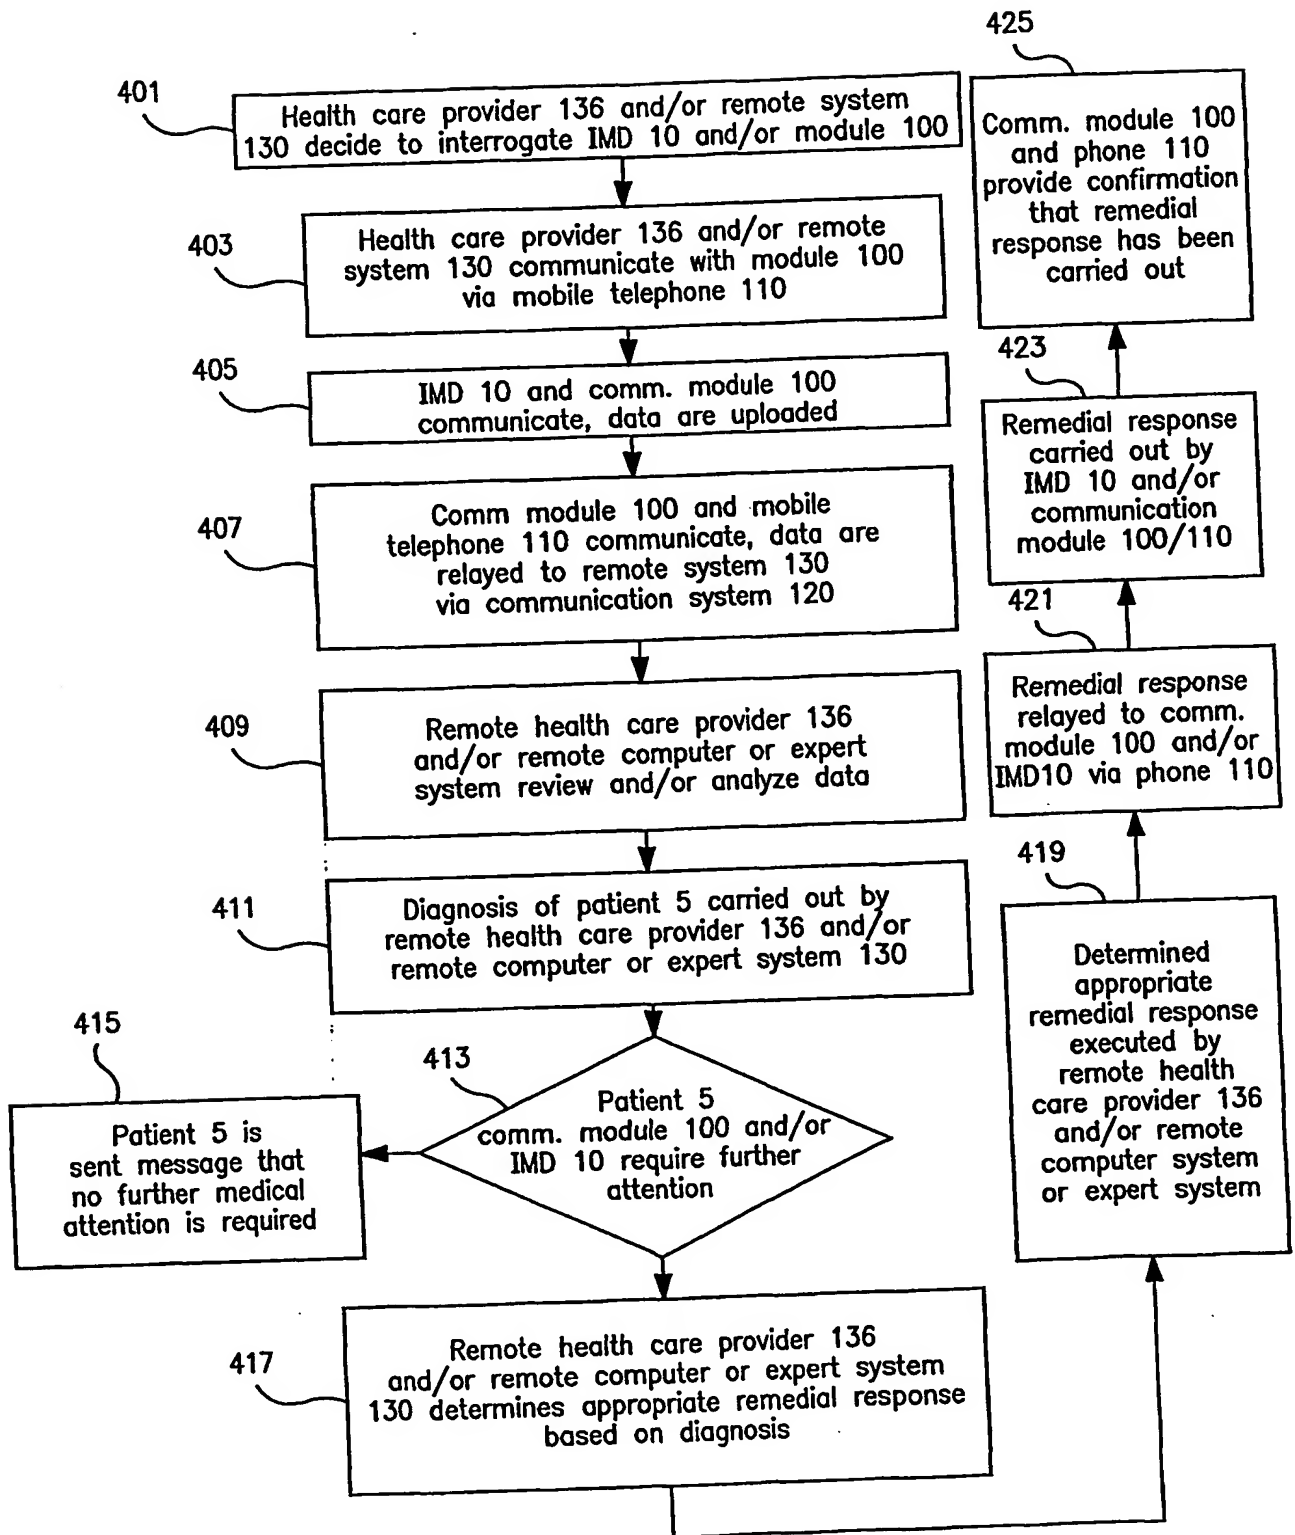 401
Health care provider 136 and/or remote system
130 decide to interrogate IMD 10 and/or module 100
403
Health care provider 136 and/or remote
system 130 communicate with module 100
via mobile telephone 110
405
IMD 10 and comm. module 100
communicate, data are uploaded
407
Comm module 100 and mobile
telephone 110 communicate, data are
relayed to remote system 130
via communication system 120
409
Remote health care provider 136
and/or remote computer or expert
system review and/or analyze data
411
Diagnosis of patient 5 carried out by
remote health care provider 136 and/or
remote computer or expert system 130
413
Patient 5
comm. module 100 and/or
IMD 10 require further
attention
415
Patient 5 is
sent message that
no further medical
attention is required
417
Remote health care provider 136
and/or remote computer or expert system
130 determines appropriate remedial response
based on diagnosis
419
Determined
appropriate
remedial response
executed by
remote health
care provider 136
and/or remote
computer system
or expert system
421
Remedial response
relayed to comm.
module 100 and/or
IMD10 via phone 110
423
Remedial response
carried out by
IMD 10 and/or
communication
module 100/110
425
Comm. module 100
and phone 110
provide confirmation
that remedial
response has been
carried out